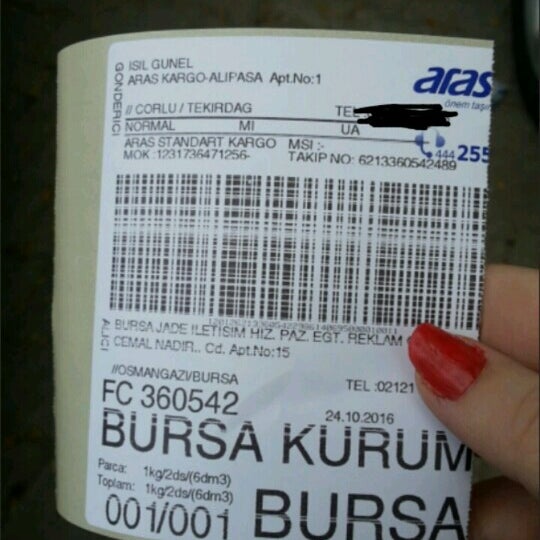 GÖNDERİCİ
ISIL GUNEL
ARAS KARGO-ALIPASA Apt.No:1
aras
önem taşır
// CORLU / TEKIRDAG TEL
NORMAL MI UA
ARAS STANDART KARGO MSI :-
444 255
MOK :1231736471256- TAKIP NO: 6213360542489
ALICI
BURSA JADE ILETISIM HIZ. PAZ. EGT. REKLAM
CEMAL NADIR.. Cd. Apt.No:15
//OSMANGAZI/BURSA
TEL :02121
FC 360542
24.10.2016
BURSA KURUM
Parca: 1kg/2ds/(6dm3)
Toplam: 1kg/2ds/(6dm3)
001/001 BURSA